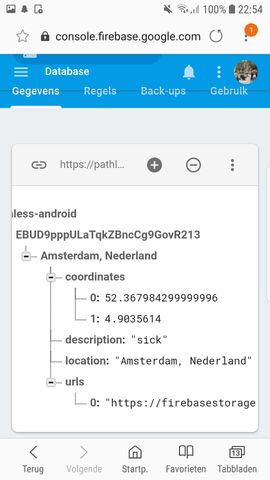 100% 22:54
console.firebase.google.com
1
Database
Gegevens Regels Back-ups Gebruik
https://pathl...
nless-android
EBUD9pppULaTqkZBncCg9GovR213
Amsterdam, Nederland
coordinates
0: 52.367984299999996
1: 4.9035614
description: "sick"
location: "Amsterdam, Nederland"
urls
0: "https://firebasestorage
13
Terug Volgende Startp. Favorieten Tabbladen